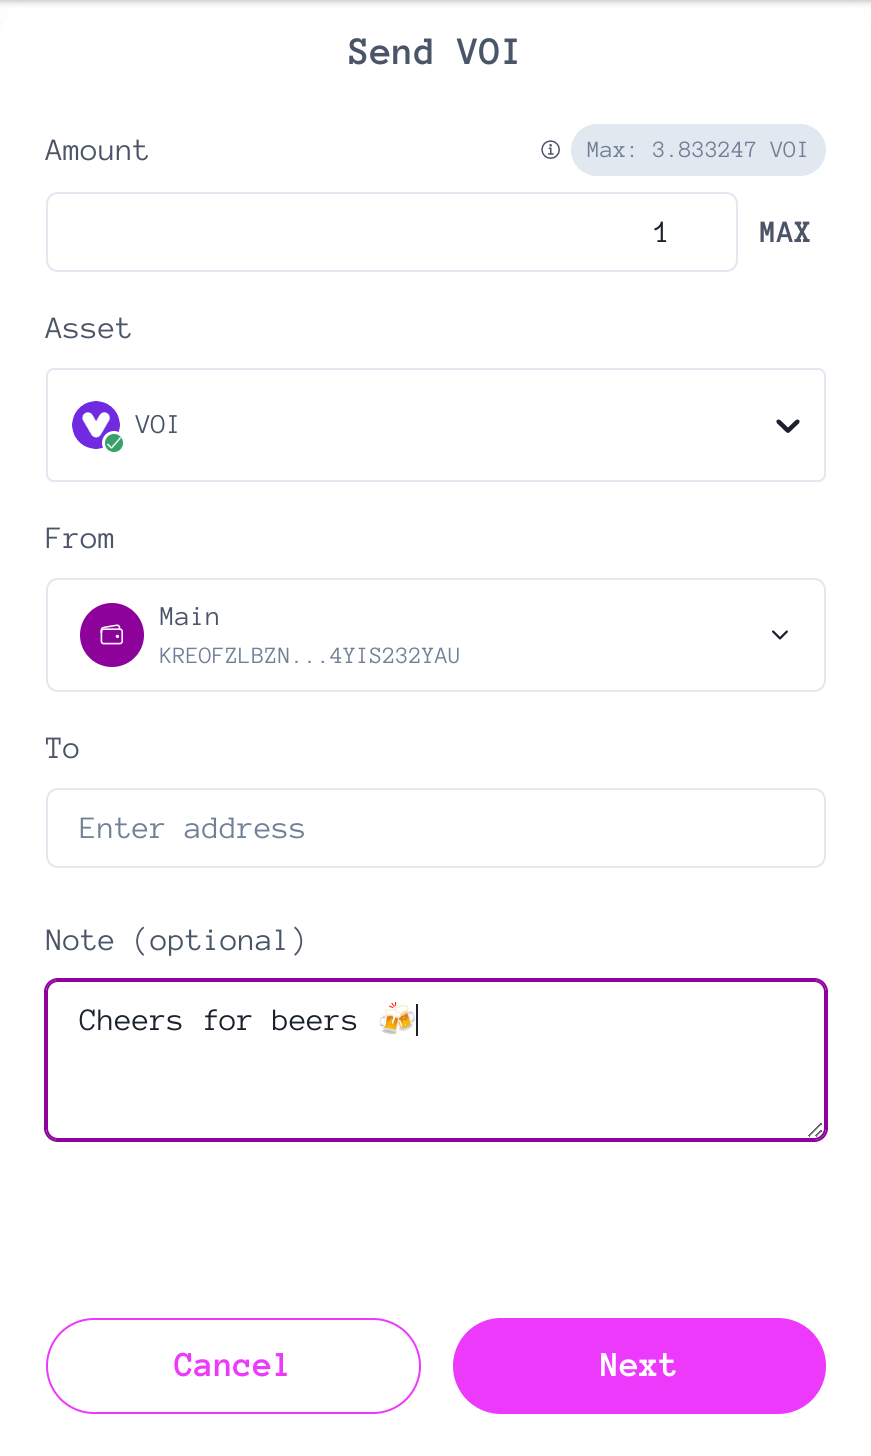 Send VOI
Amount
Max: 3.833247 VOI
1
MAX
Asset
VOI
From
Main
KREOFZLBZN...4YIS232YAU
To
Enter address
Note (optional)
Cheers for beers 🍻
Cancel
Next